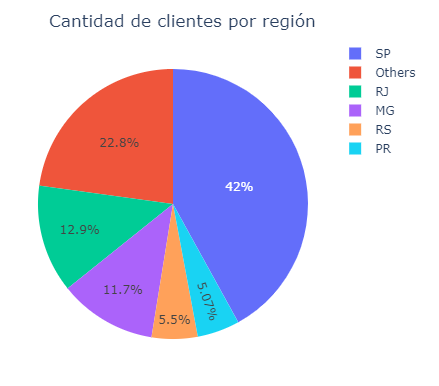 Cantidad de clientes por región
SP
Others
RJ
MG
RS
PR
22.8%
42%
12.9%
11.7%
5.07%
5.5%